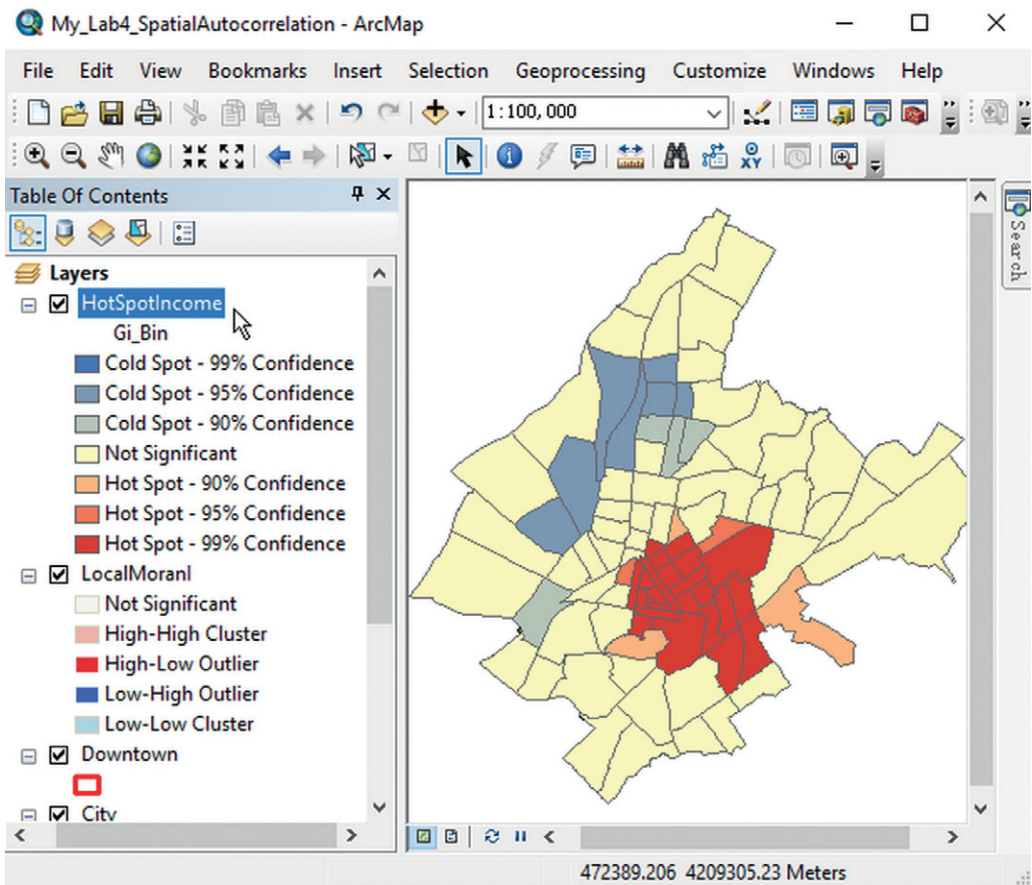 My_Lab4_SpatialAutocorrelation - ArcMap
File Edit View Bookmarks Insert Selection Geoprocessing Customize Windows Help
1:100,000
XY
Table Of Contents
Search
Layers
HotSpotIncome
Gi_Bin
Cold Spot - 99% Confidence
Cold Spot - 95% Confidence
Cold Spot - 90% Confidence
Not Significant
Hot Spot - 90% Confidence
Hot Spot - 95% Confidence
Hot Spot - 99% Confidence
LocalMoranI
Not Significant
High-High Cluster
High-Low Outlier
Low-High Outlier
Low-Low Cluster
Downtown
City
472389.206 4209305.23 Meters